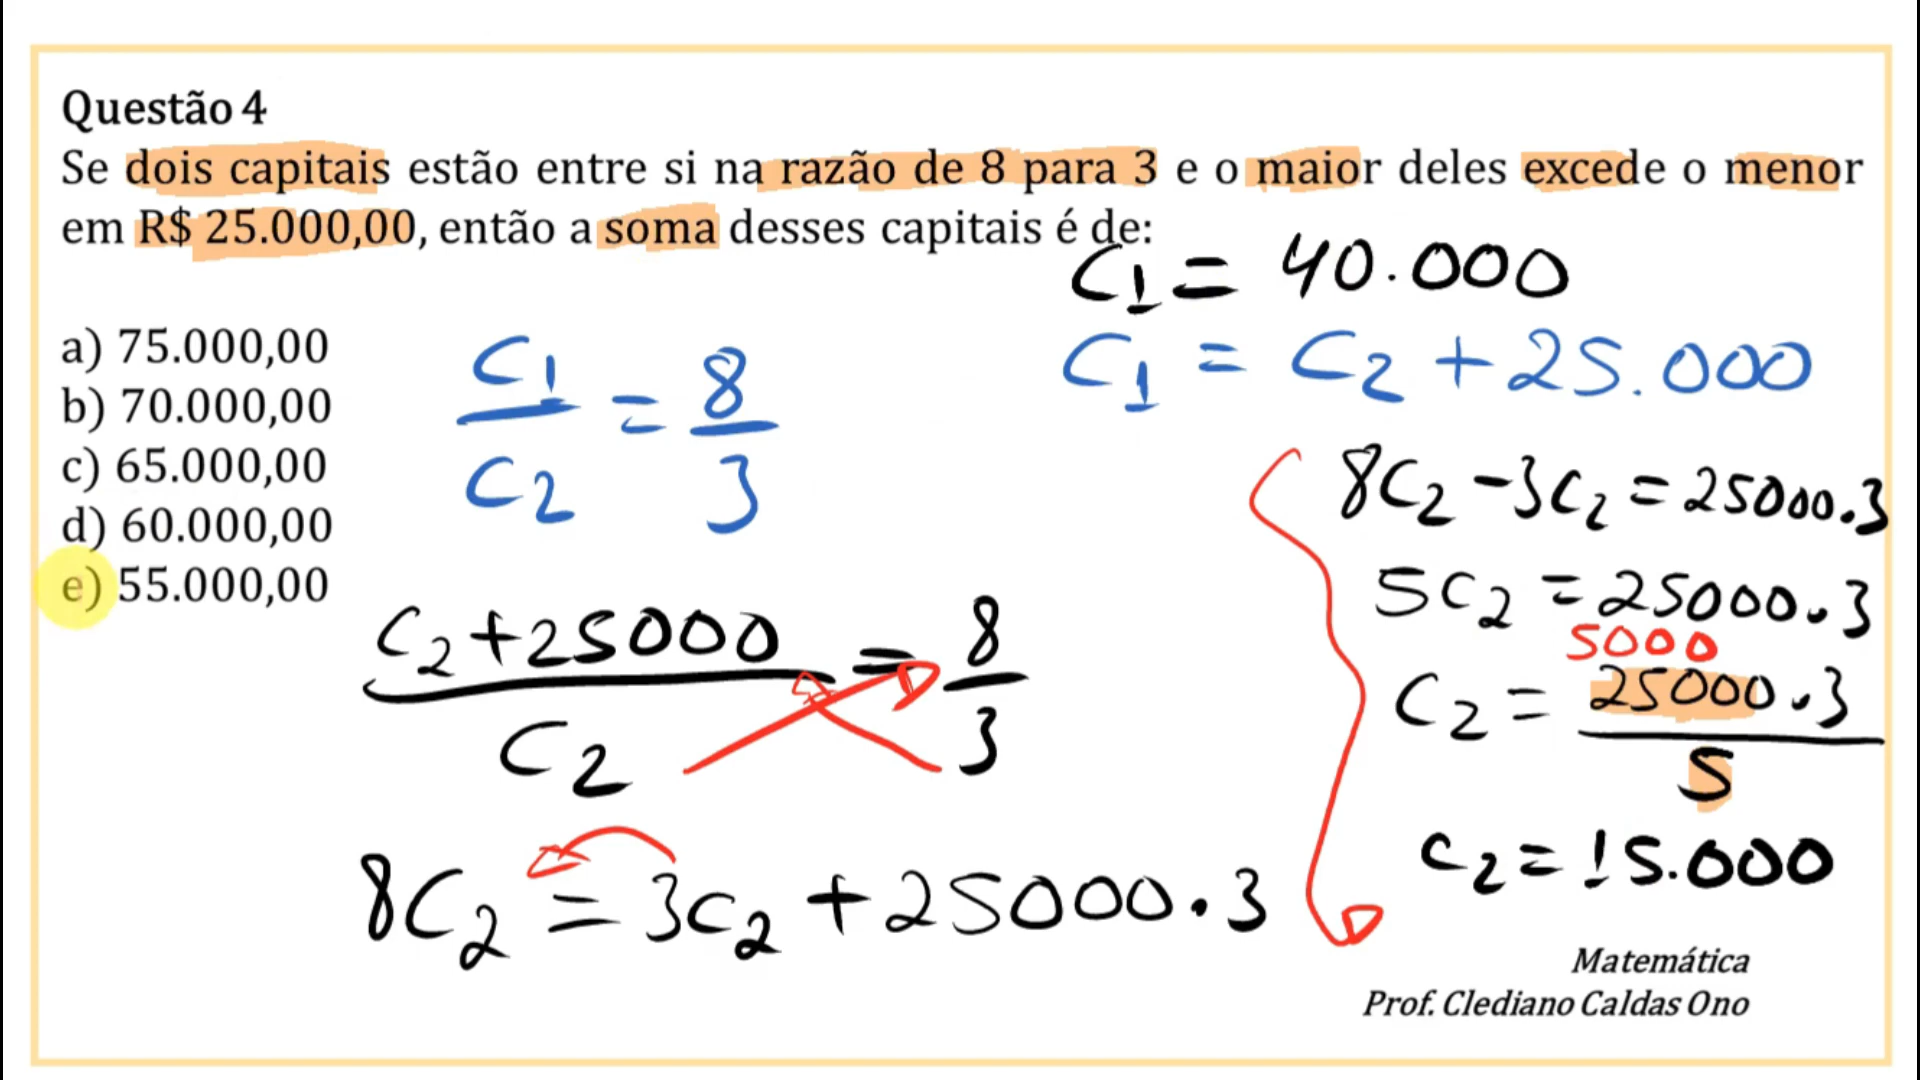 Questão 4
Se dois capitais estão entre si na razão de 8 para 3 e o maior deles excede o menor
em R$ 25.000,00, então a soma desses capitais é de:
C1 = 40.000
a) 75.000,00
b) 70.000,00
c) 65.000,00
d) 60.000,00
e) 55.000,00
C1/C2 = 8/3
C1 = C2 + 25.000
C2+25000/C2 = 8/3
8C2 = 3C2 + 25000.3
8C2 - 3C2 = 25000.3
5C2 = 25000.3
5000
C2 = 25000.3/5
C2 = 15.000
Matemática
Prof. Clediano Caldas Ono